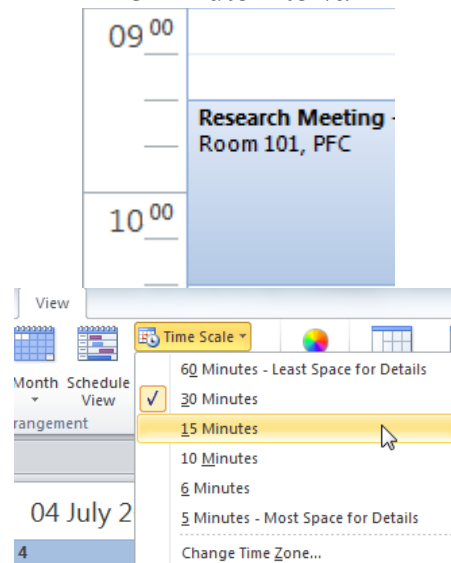 09 00
Research Meeting -
Room 101, PFC
10 00
View
Time Scale
Month Schedule
View
rangement
60 Minutes - Least Space for Details
30 Minutes
15 Minutes
10 Minutes
6 Minutes
5 Minutes - Most Space for Details
Change Time Zone...
04 July 2
4